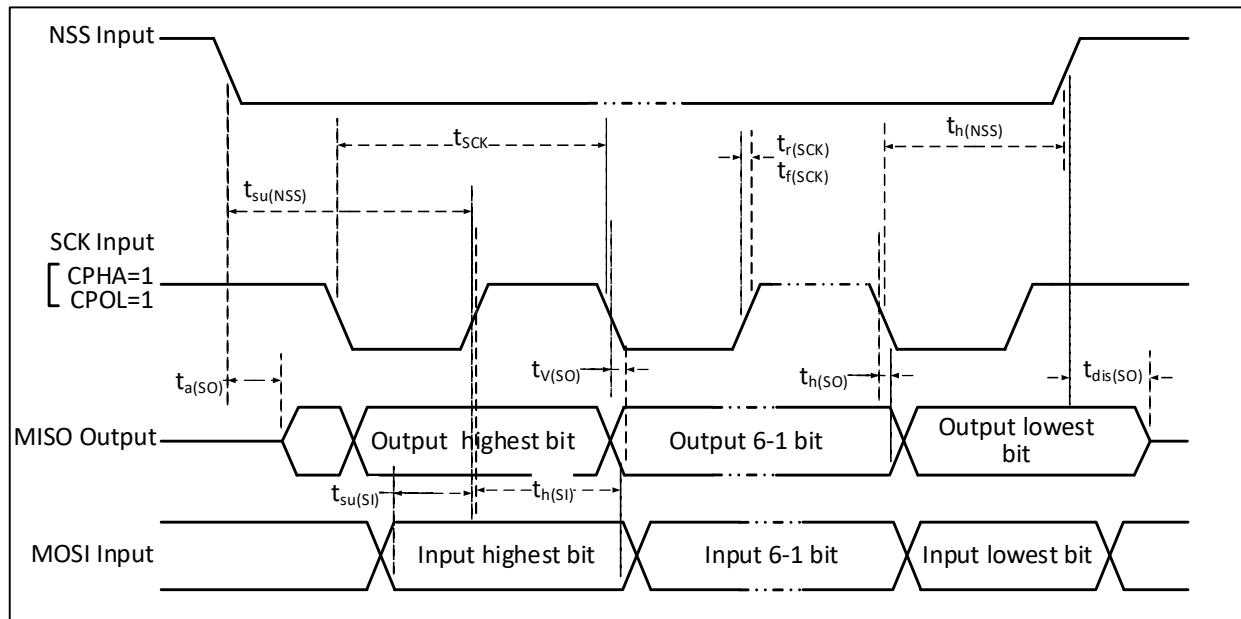 NSS Input
tSCK
th(NSS)
tr(SCK)
tf(SCK)
tsu(NSS)
SCK Input
CPHA=1
CPOL=1
ta(SO)
tV(SO)
th(SO)
tdis(SO)
MISO Output
Output highest bit
Output 6-1 bit
Output lowest
bit
tsu(SI)
th(SI)
MOSI Input
Input highest bit
Input 6-1 bit
Input lowest bit